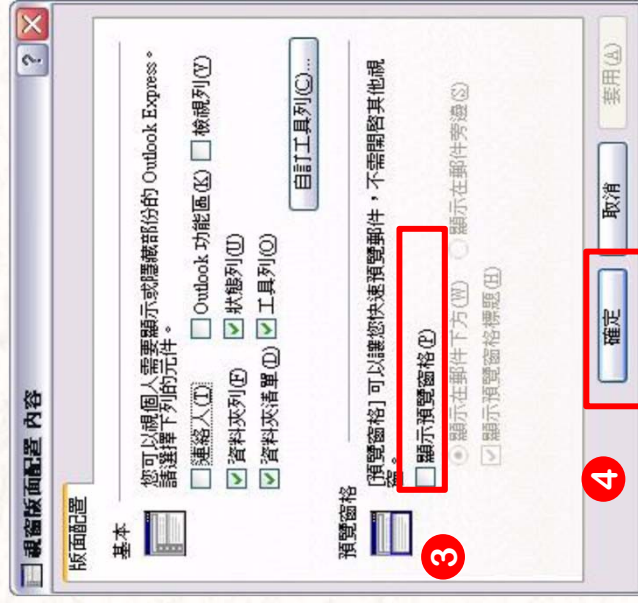 視窗版面配置 內容
版面配置
基本
您可以視個人需要顯示或隱藏部份的 Outlook Express。
請選擇下列的元件。
連絡人(T)
Outlook 功能區(K)
檢視列(V)
資料夾列(F)
狀態列(U)
資料夾清單(D)
工具列(O)
自訂工具列(C)...
預覽窗格
[預覽窗格] 可以讓您快速預覽郵件，不需開啓其他視
窗。
顯示預覽窗格(P)
顯示在郵件下方(W)
顯示在郵件旁邊(S)
顯示預覽窗格標題(H)
3
4
確定
取消
套用(A)